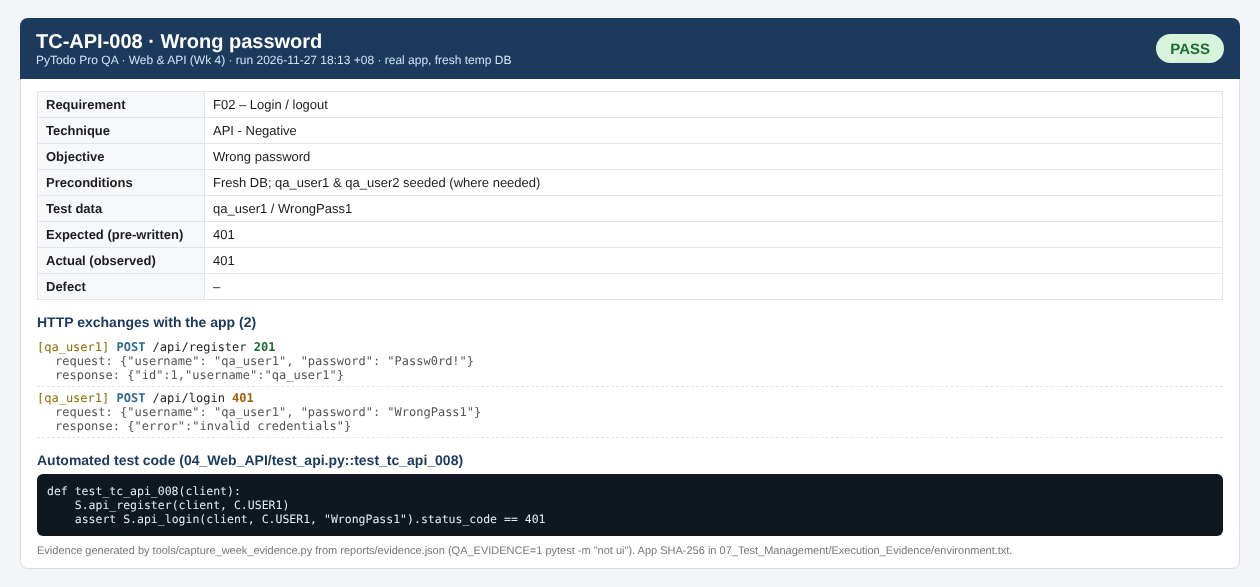 TC-API-008 · Wrong password
PyTodo Pro QA · Web & API (Wk 4) · run 2026-11-27 18:13 +08 · real app, fresh temp DB
PASS
Requirement F02 – Login / logout
Technique API - Negative
Objective Wrong password
Preconditions Fresh DB; qa_user1 & qa_user2 seeded (where needed)
Test data qa_user1 / WrongPass1
Expected (pre-written) 401
Actual (observed) 401
Defect –
HTTP exchanges with the app (2)
[qa_user1] POST /api/register 201
request: {"username": "qa_user1", "password": "Passw0rd!"}
response: {"id":1,"username":"qa_user1"}
[qa_user1] POST /api/login 401
request: {"username": "qa_user1", "password": "WrongPass1"}
response: {"error":"invalid credentials"}
Automated test code (04_Web_API/test_api.py::test_tc_api_008)
def test_tc_api_008(client):
    S.api_register(client, C.USER1)
    assert S.api_login(client, C.USER1, "WrongPass1").status_code == 401
Evidence generated by tools/capture_week_evidence.py from reports/evidence.json (QA_EVIDENCE=1 pytest -m "not ui"). App SHA-256 in 07_Test_Management/Execution_Evidence/environment.txt.